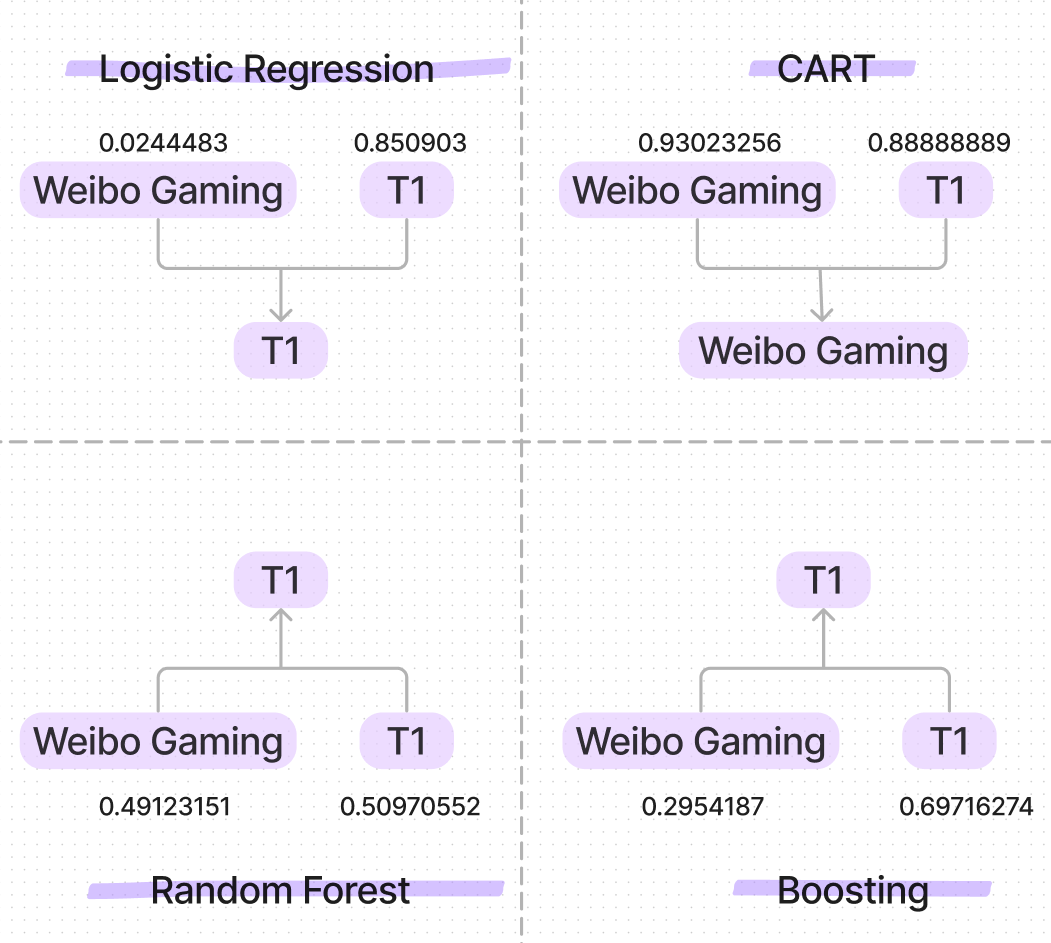 Logistic Regression
0.0244483 0.850903
Weibo Gaming T1
T1
CART
0.93023256 0.88888889
Weibo Gaming T1
Weibo Gaming
T1
Weibo Gaming T1
0.49123151 0.50970552
Random Forest
T1
Weibo Gaming T1
0.2954187 0.69716274
Boosting